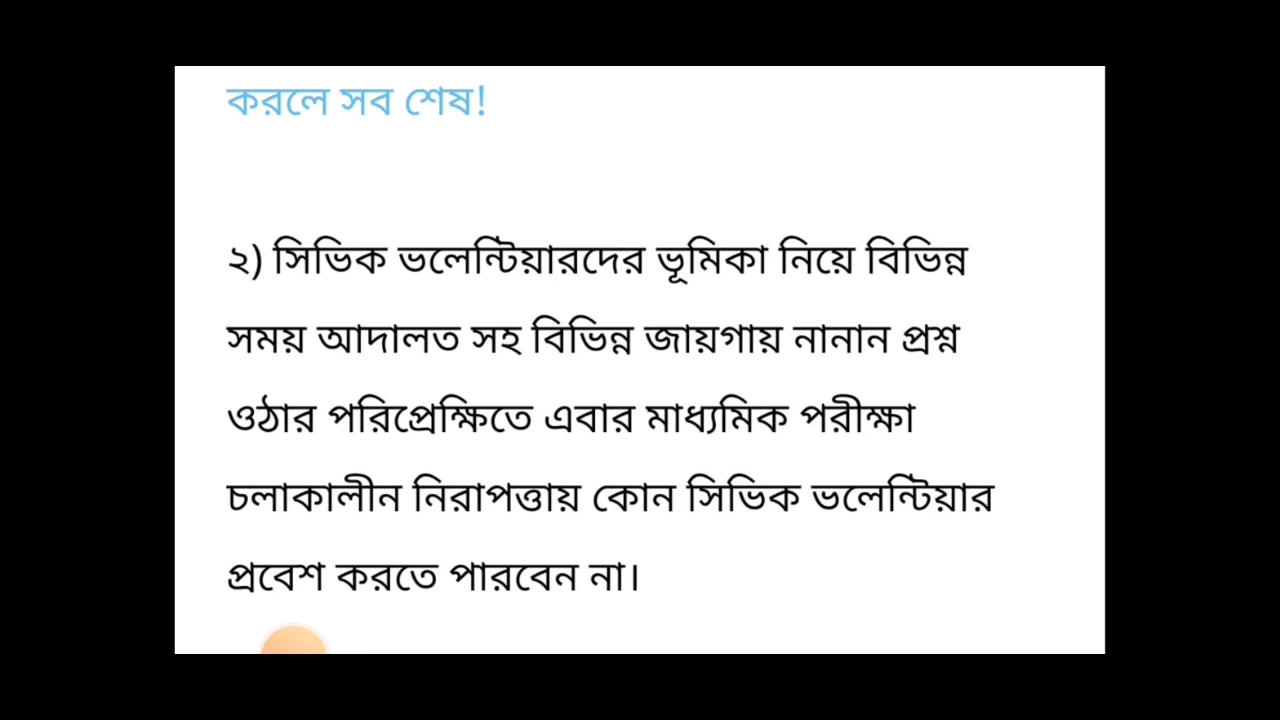 করলে সব শেষ!
২) সিভিক ভলেন্টিয়ারদের ভূমিকা নিয়ে বিভিন্ন
সময় আদালত সহ বিভিন্ন জায়গায় নানান প্রশ্ন
ওঠার পরিপ্রেক্ষিতে এবার মাধ্যমিক পরীক্ষা
চলাকালীন নিরাপত্তায় কোন সিভিক ভলেন্টিয়ার
প্রবেশ করতে পারবেন না।